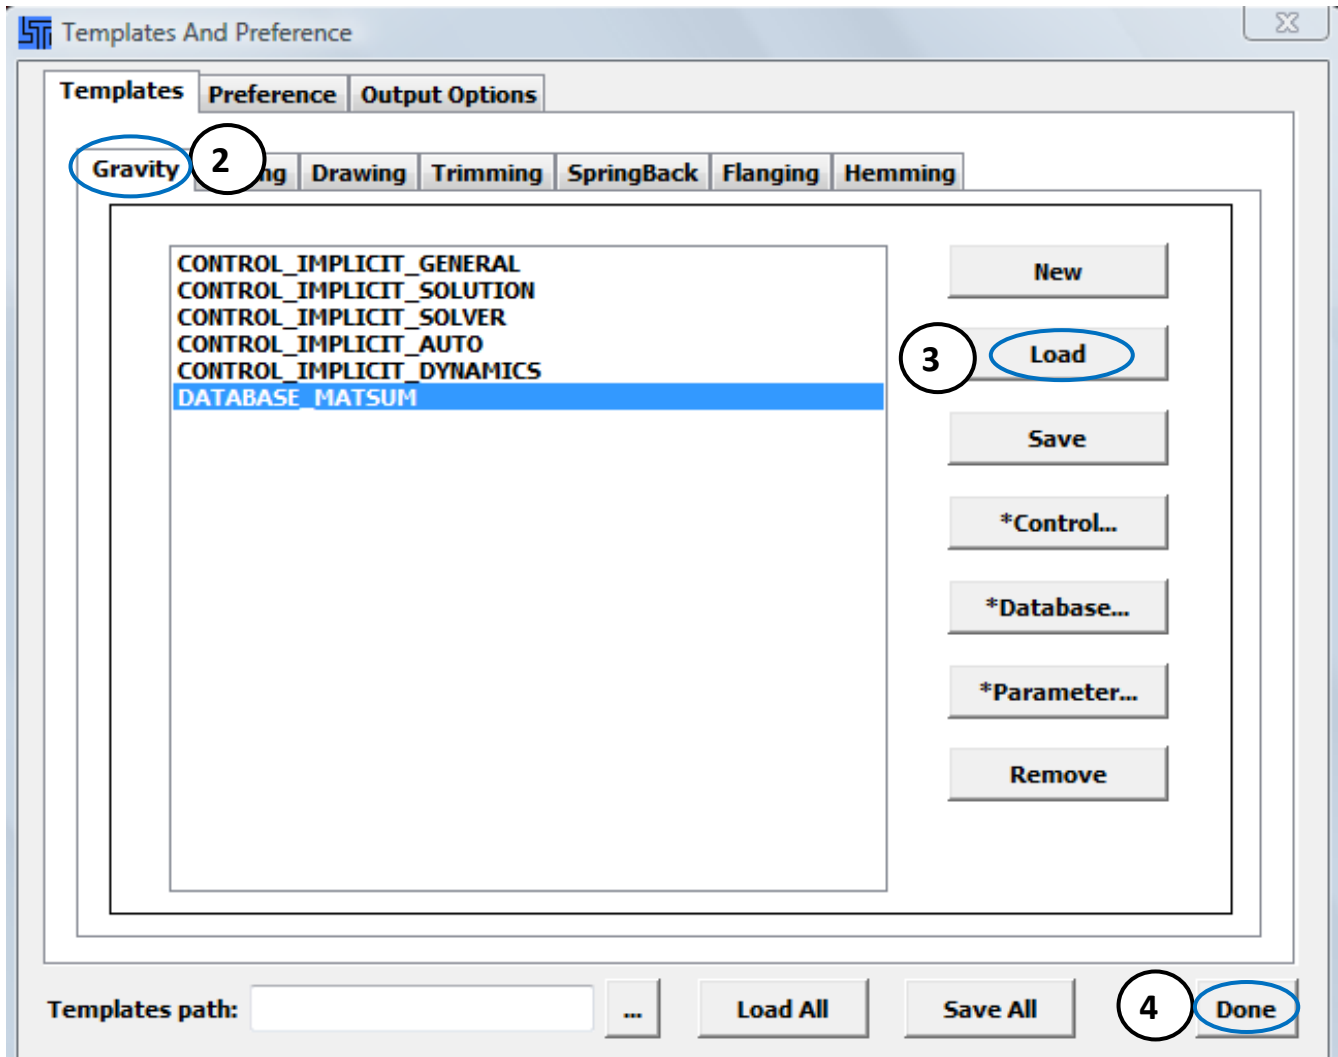 Templates And Preference
Templates Preference Output Options
Gravity 2 Drawing Trimming SpringBack Flanging Hemming
CONTROL_IMPLICIT_GENERAL
CONTROL_IMPLICIT_SOLUTION
CONTROL_IMPLICIT_SOLVER
CONTROL_IMPLICIT_AUTO
CONTROL_IMPLICIT_DYNAMICS
DATABASE_MATSUM
New
3 Load
Save
*Control...
*Database...
*Parameter...
Remove
Templates path: ... Load All Save All 4 Done